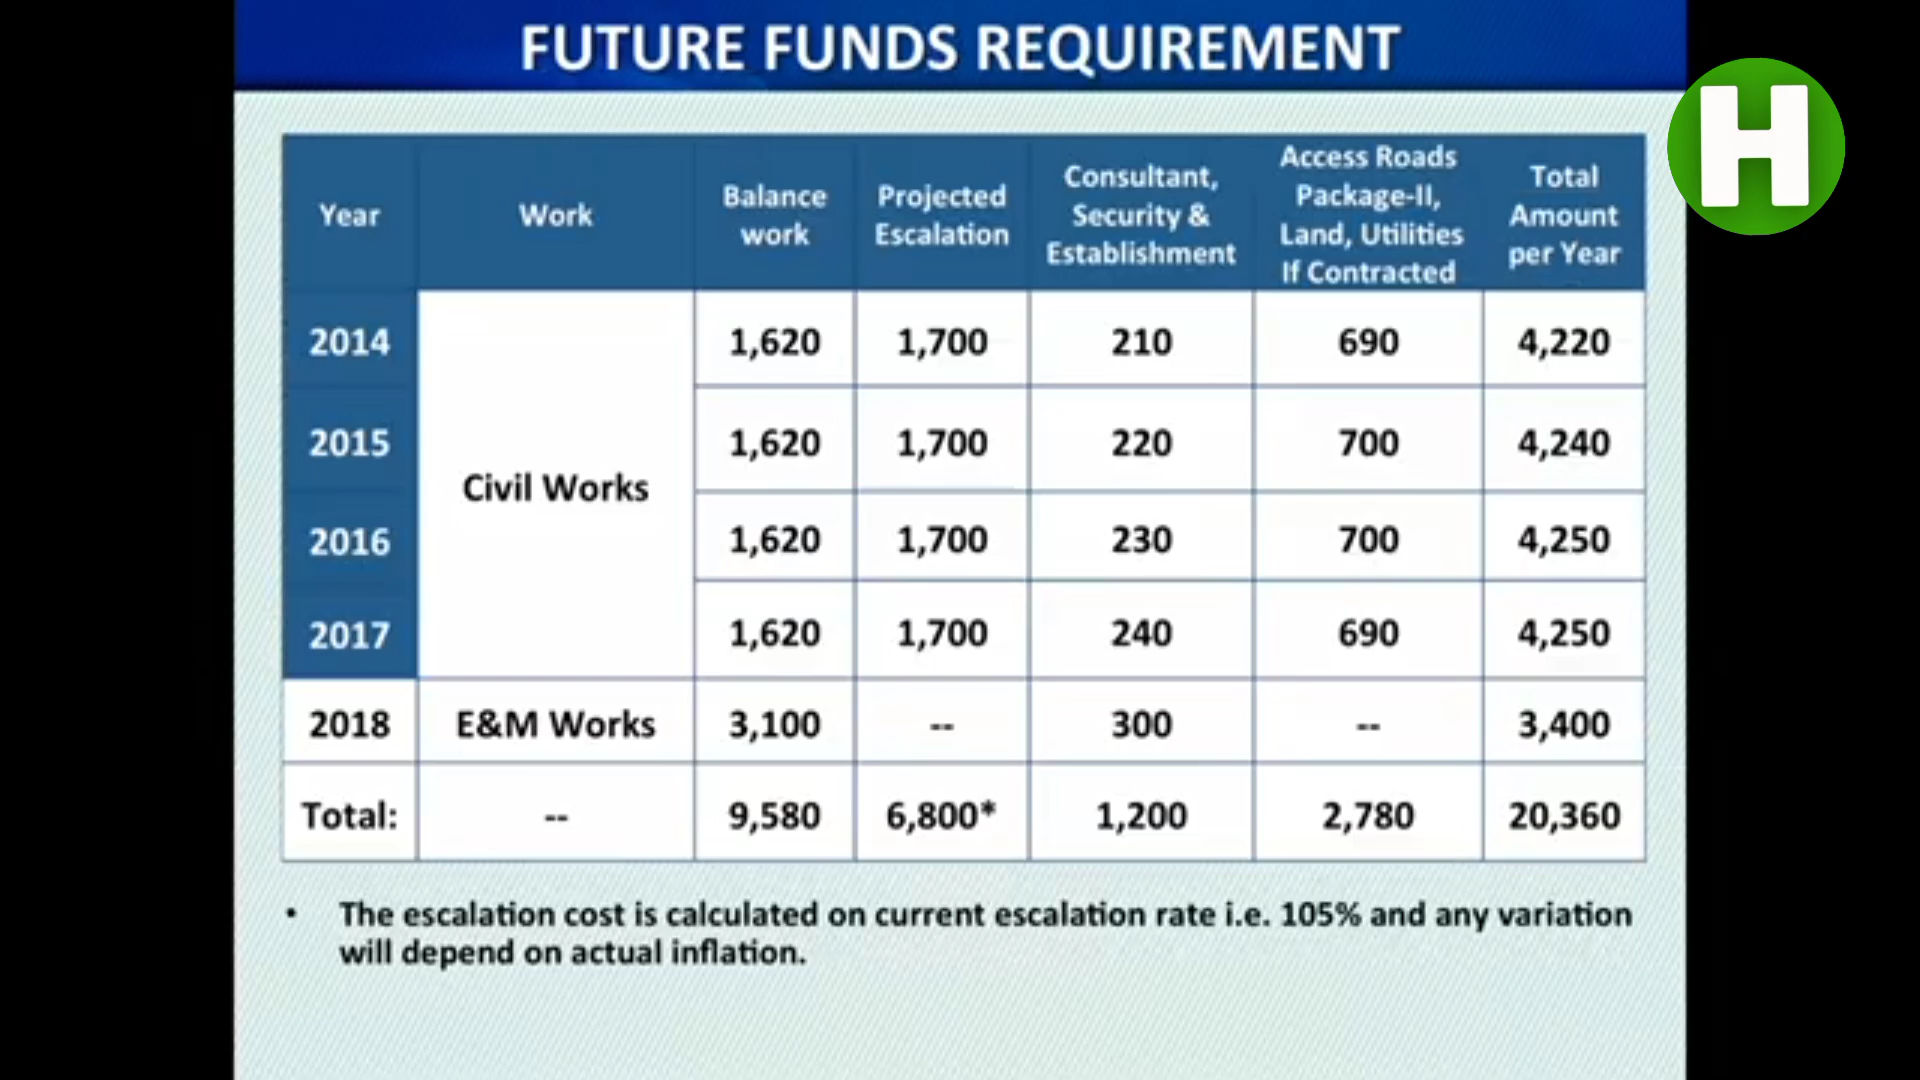 FUTURE FUNDS REQUIREMENT
H
Year Work Balance work Projected Escalation Consultant, Security & Establishment Access Roads Package-II, Land, Utilities If Contracted Total Amount per Year
2014 Civil Works 1,620 1,700 210 690 4,220
2015 1,620 1,700 220 700 4,240
2016 1,620 1,700 230 700 4,250
2017 1,620 1,700 240 690 4,250
2018 E&M Works 3,100 -- 300 -- 3,400
Total: -- 9,580 6,800* 1,200 2,780 20,360
• The escalation cost is calculated on current escalation rate i.e. 105% and any variation
will depend on actual inflation.